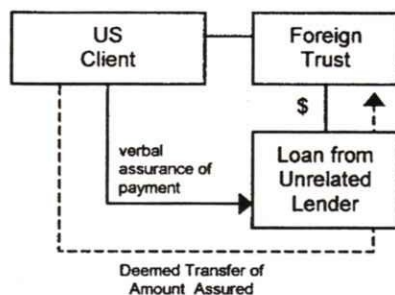 US
Client
Foreign
Trust
$
verbal
assurance of
payment
Loan from
Unrelated
Lender
Deemed Transfer of
Amount Assured